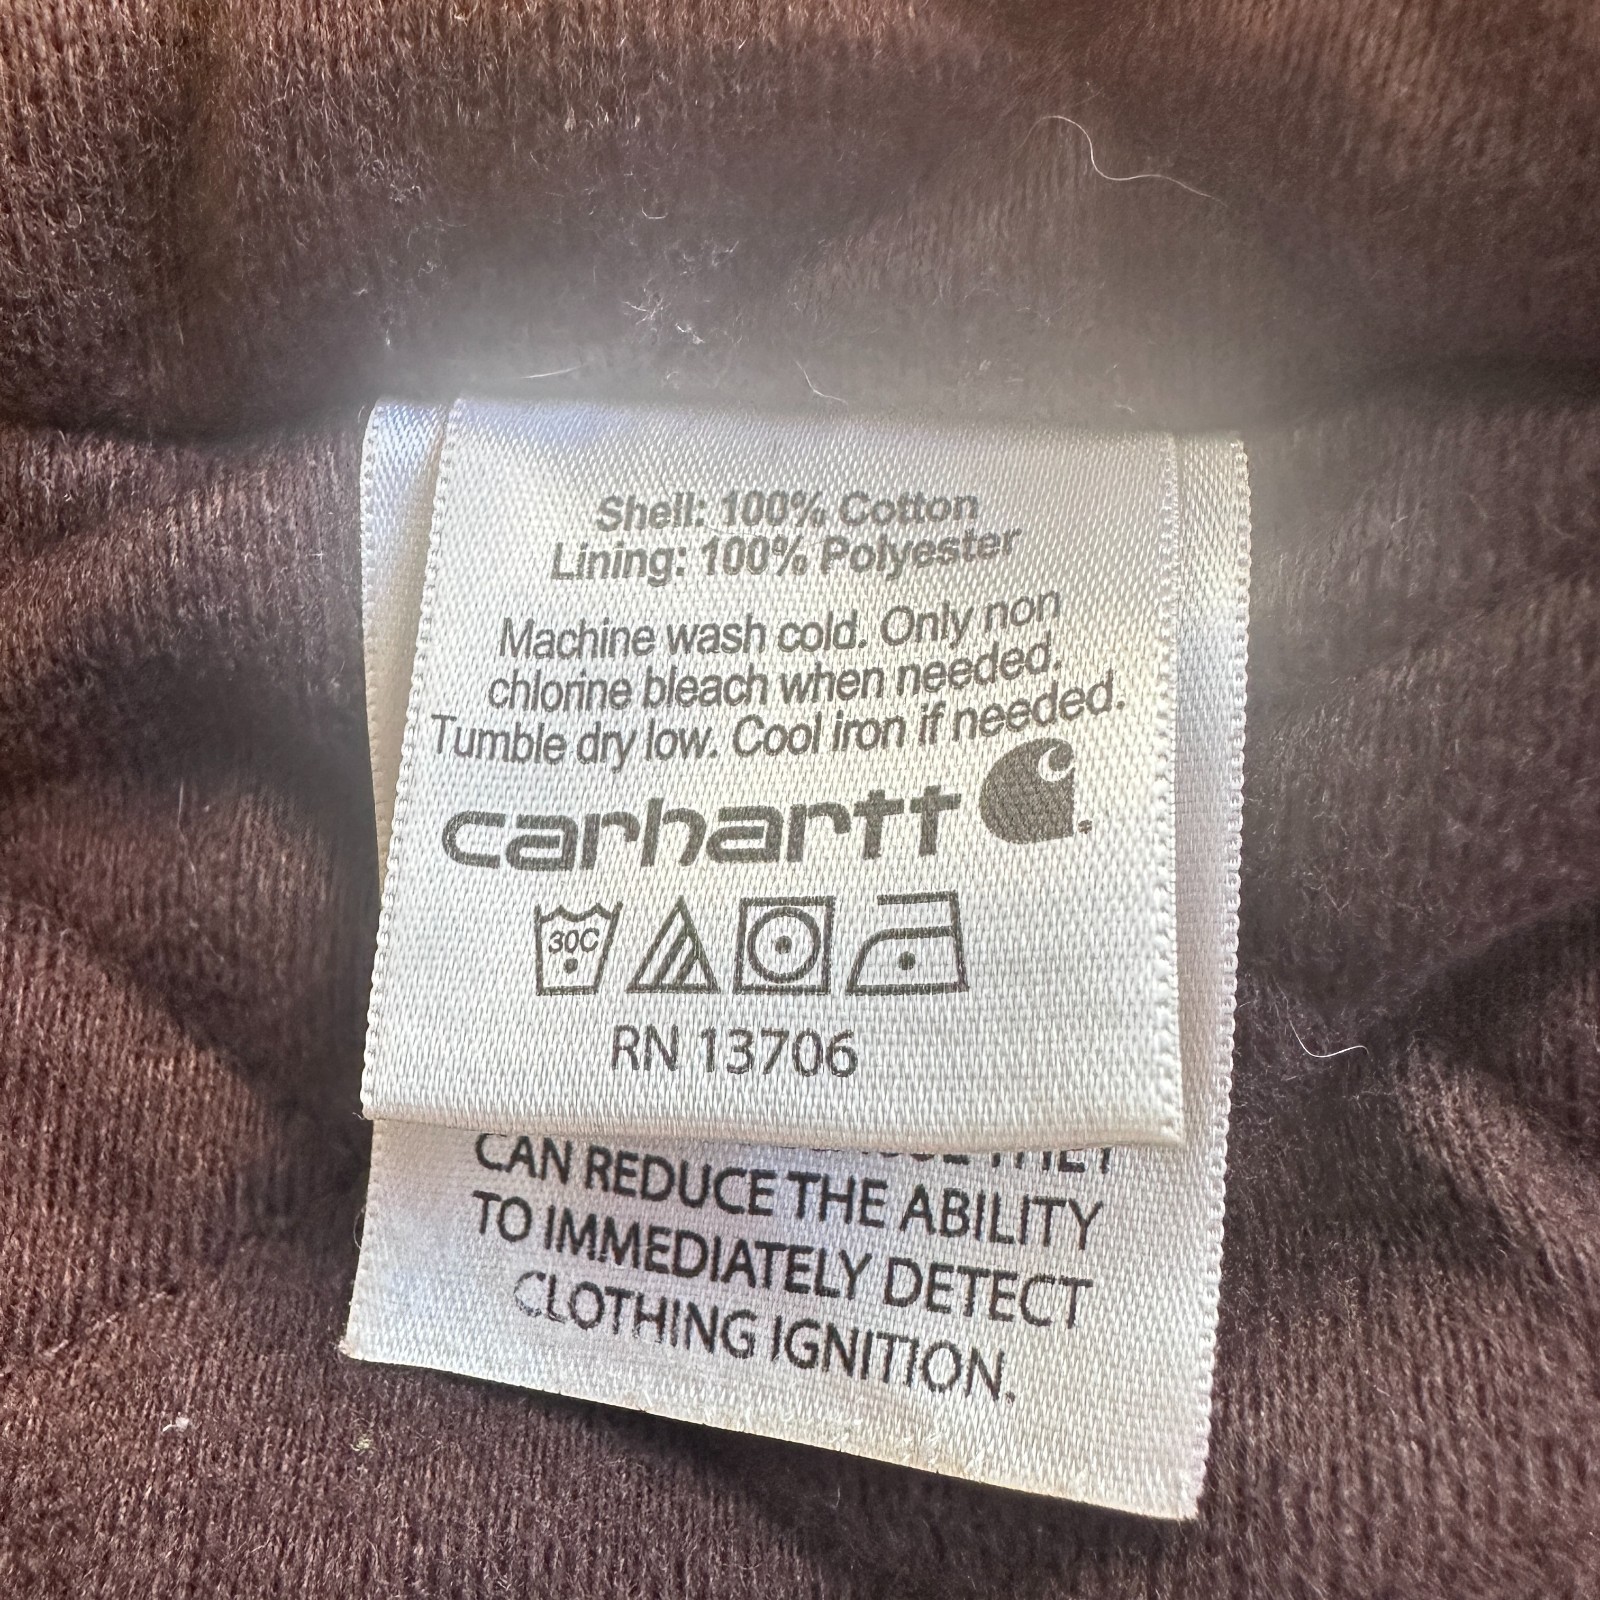 Shell: 100% Cotton
Lining: 100% Polyester
Machine wash cold. Only non
chlorine bleach when needed.
Tumble dry low. Cool iron if needed.
carhartt
30C
RN 13706
THEY
CAN REDUCE THE ABILITY
TO IMMEDIATELY DETECT
CLOTHING IGNITION.